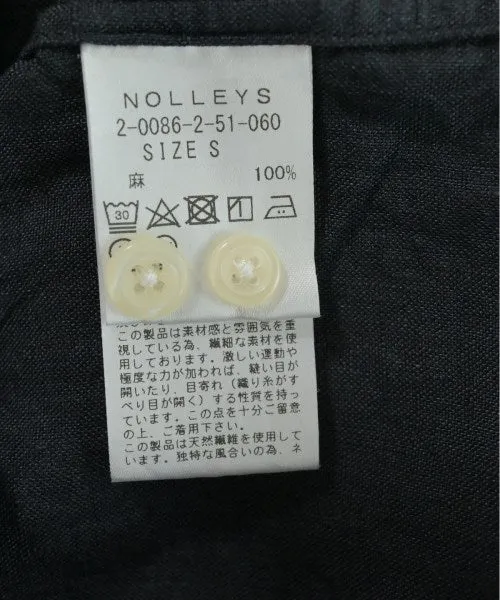 NOLLEYS
2-0086-2-51-060
SIZE S
麻 100%
30
この製品は素材感と雰囲気を重
視している為、繊細な素材を使
用しております。激しい運動や
極度な力が加われば、縫い目が
開いたり、目寄れ（織り糸がす
べり目が開く）する性質を持っ
ています。この点を十分ご留意
の上、ご着用下さい。
この製品は天然繊維を使用して
います。独特な風合いの為、ネ